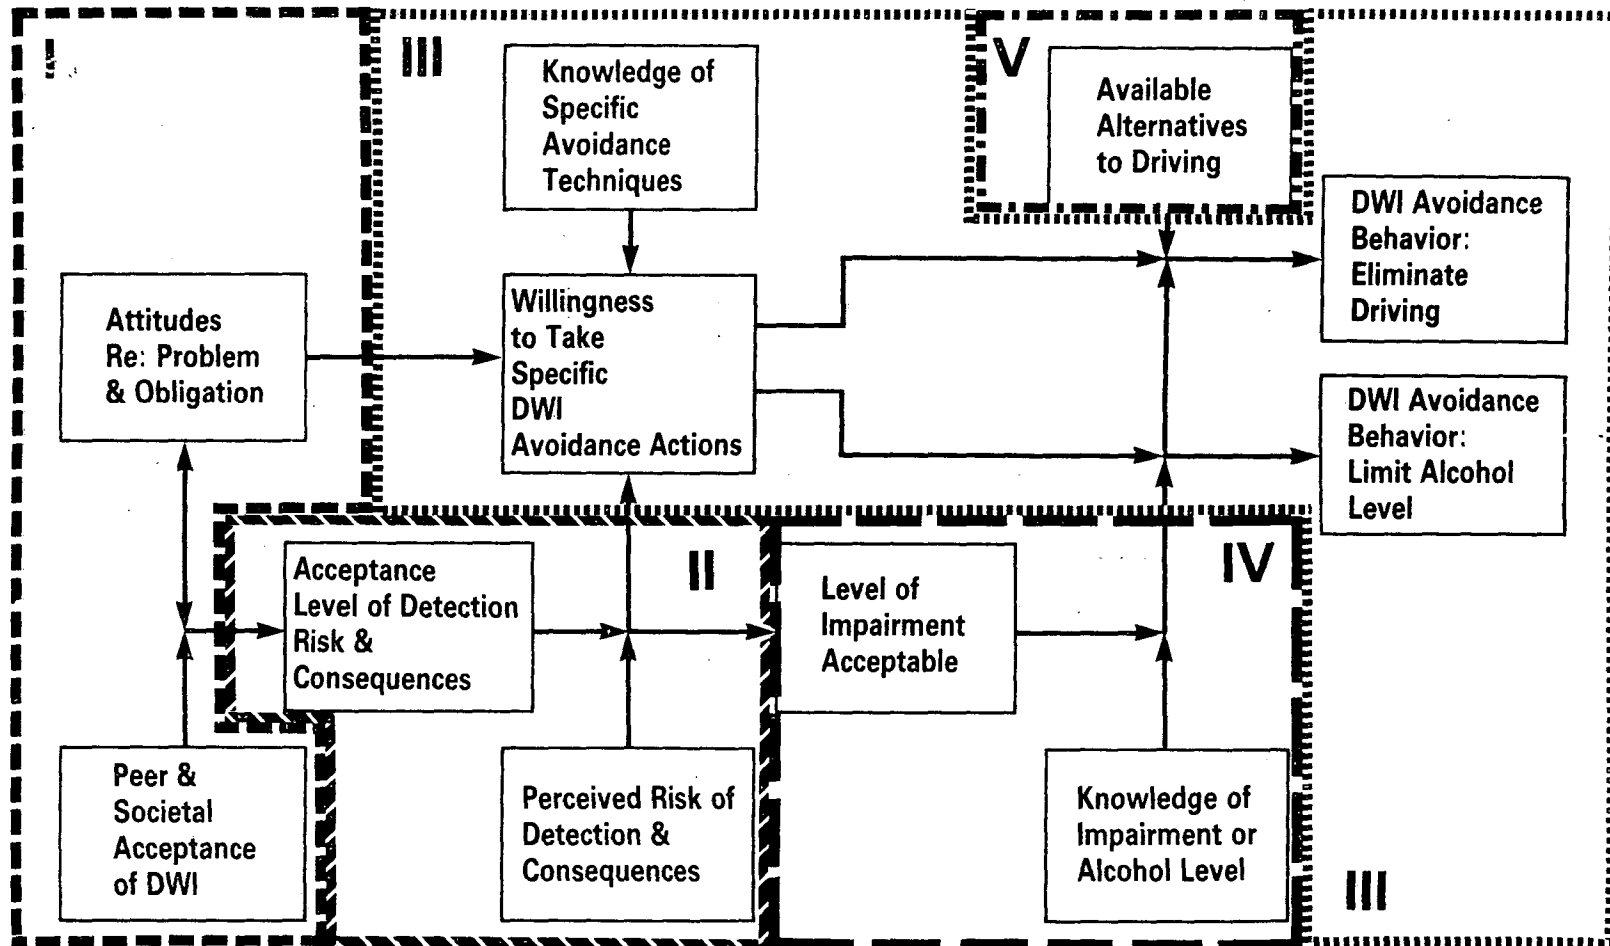 I
III
Knowledge of
Specific
Avoidance
Techniques
V
Available
Alternatives
to Driving
DWI Avoidance
Behavior:
Eliminate
Driving
Attitudes
Re: Problem
& Obligation
Willingness
to Take
Specific
DWI
Avoidance Actions
DWI Avoidance
Behavior:
Limit Alcohol
Level
II
IV
Acceptance
Level of Detection
Risk &
Consequences
Level of
Impairment
Acceptable
Peer &
Societal
Acceptance
of DWI
Perceived Risk of
Detection &
Consequences
Knowledge of
Impairment or
Alcohol Level
III